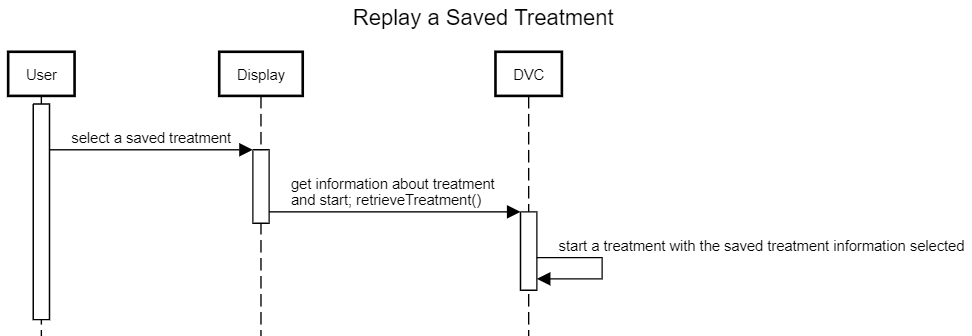 Replay a Saved Treatment
User
Display
DVC
select a saved treatment
get information about treatment
and start; retrieveTreatment()
start a treatment with the saved treatment information selected